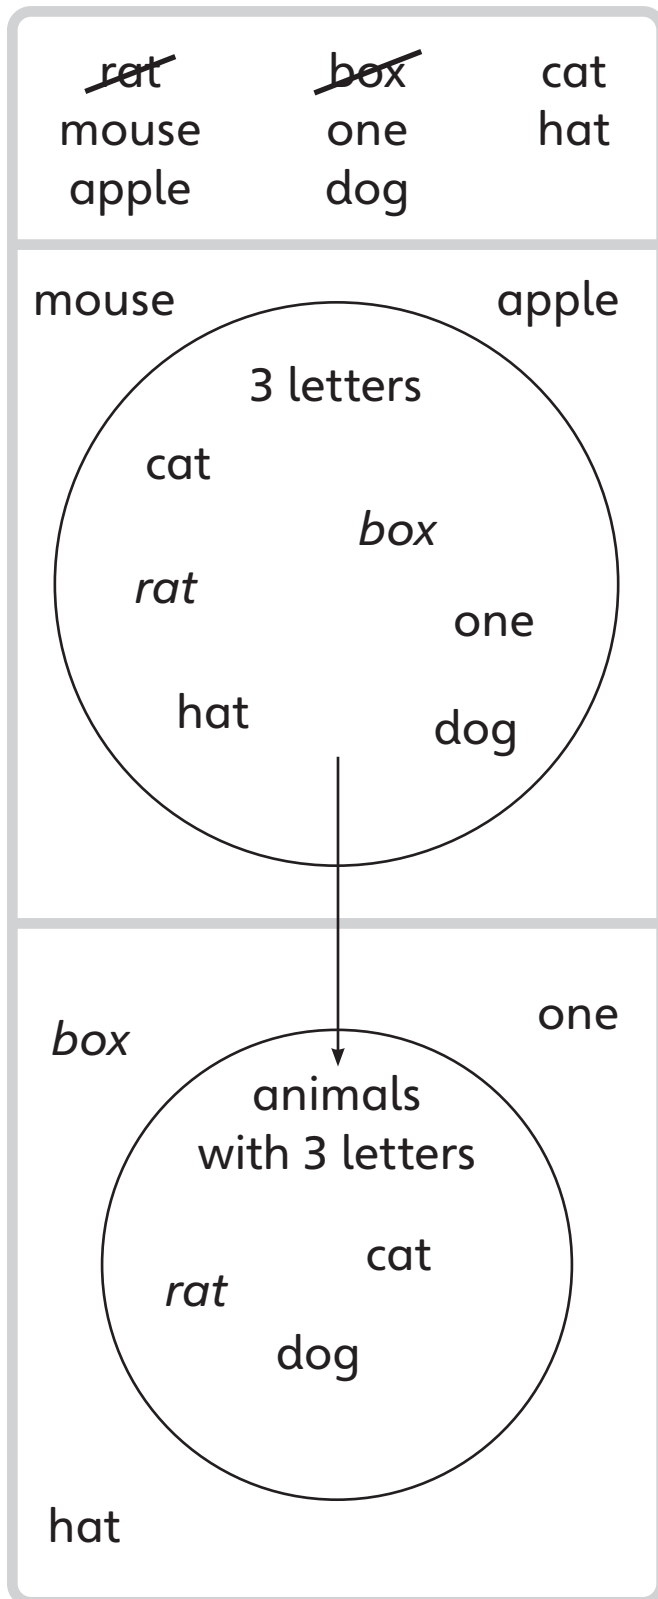 rat box cat
mouse one hat
apple dog
mouse apple
3 letters
cat
box
rat
one
hat
dog
one
box
animals
with 3 letters
cat
rat
dog
hat